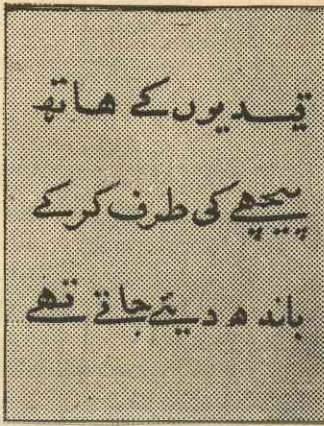 قیدیوں کے ہاتھ
پیچھے کی طرف کرکے
باندھ دیئے جاتے تھے